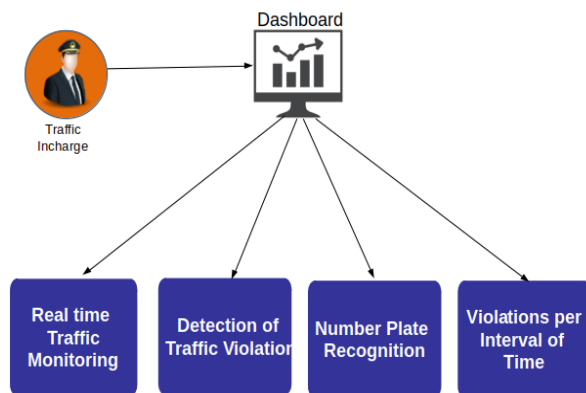 Dashboard
Traffic
Incharge
Real time
Traffic
Monitoring
Detection of
Traffic Violation
Number Plate
Recognition
Violations per
Interval of
Time